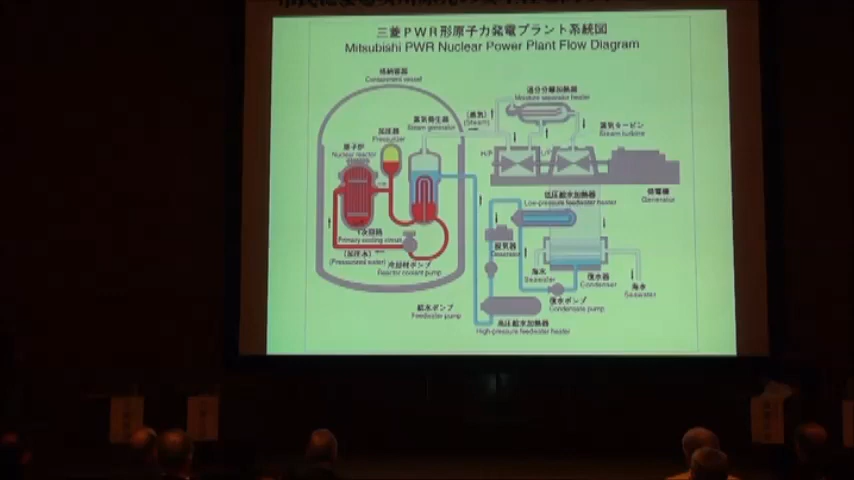 三菱PWR形原子力発電プラント系統図
Mitsubishi PWR Nuclear Power Plant Flow Diagram
格納容器
Containment vessel
加圧器
Pressurizer
蒸気発生器
Steam generator
(蒸気)
(Steam)
湿分分離加熱器
Moisture separator heater
蒸気タービン
Steam turbine
原子炉
Nuclear reactor
発電機
Generator
低圧給水加熱器
Low-pressure feedwater heater
1次回路
Primary cooling circuit
(加圧水)
(Pressurized water)
冷却材ポンプ
Reactor coolant pump
脱気器
Deaerator
海水
Seawater
復水器
Condenser
海水
Seawater
給水ポンプ
Feedwater pump
復水ポンプ
Condensate pump
高圧給水加熱器
High-pressure feedwater heater